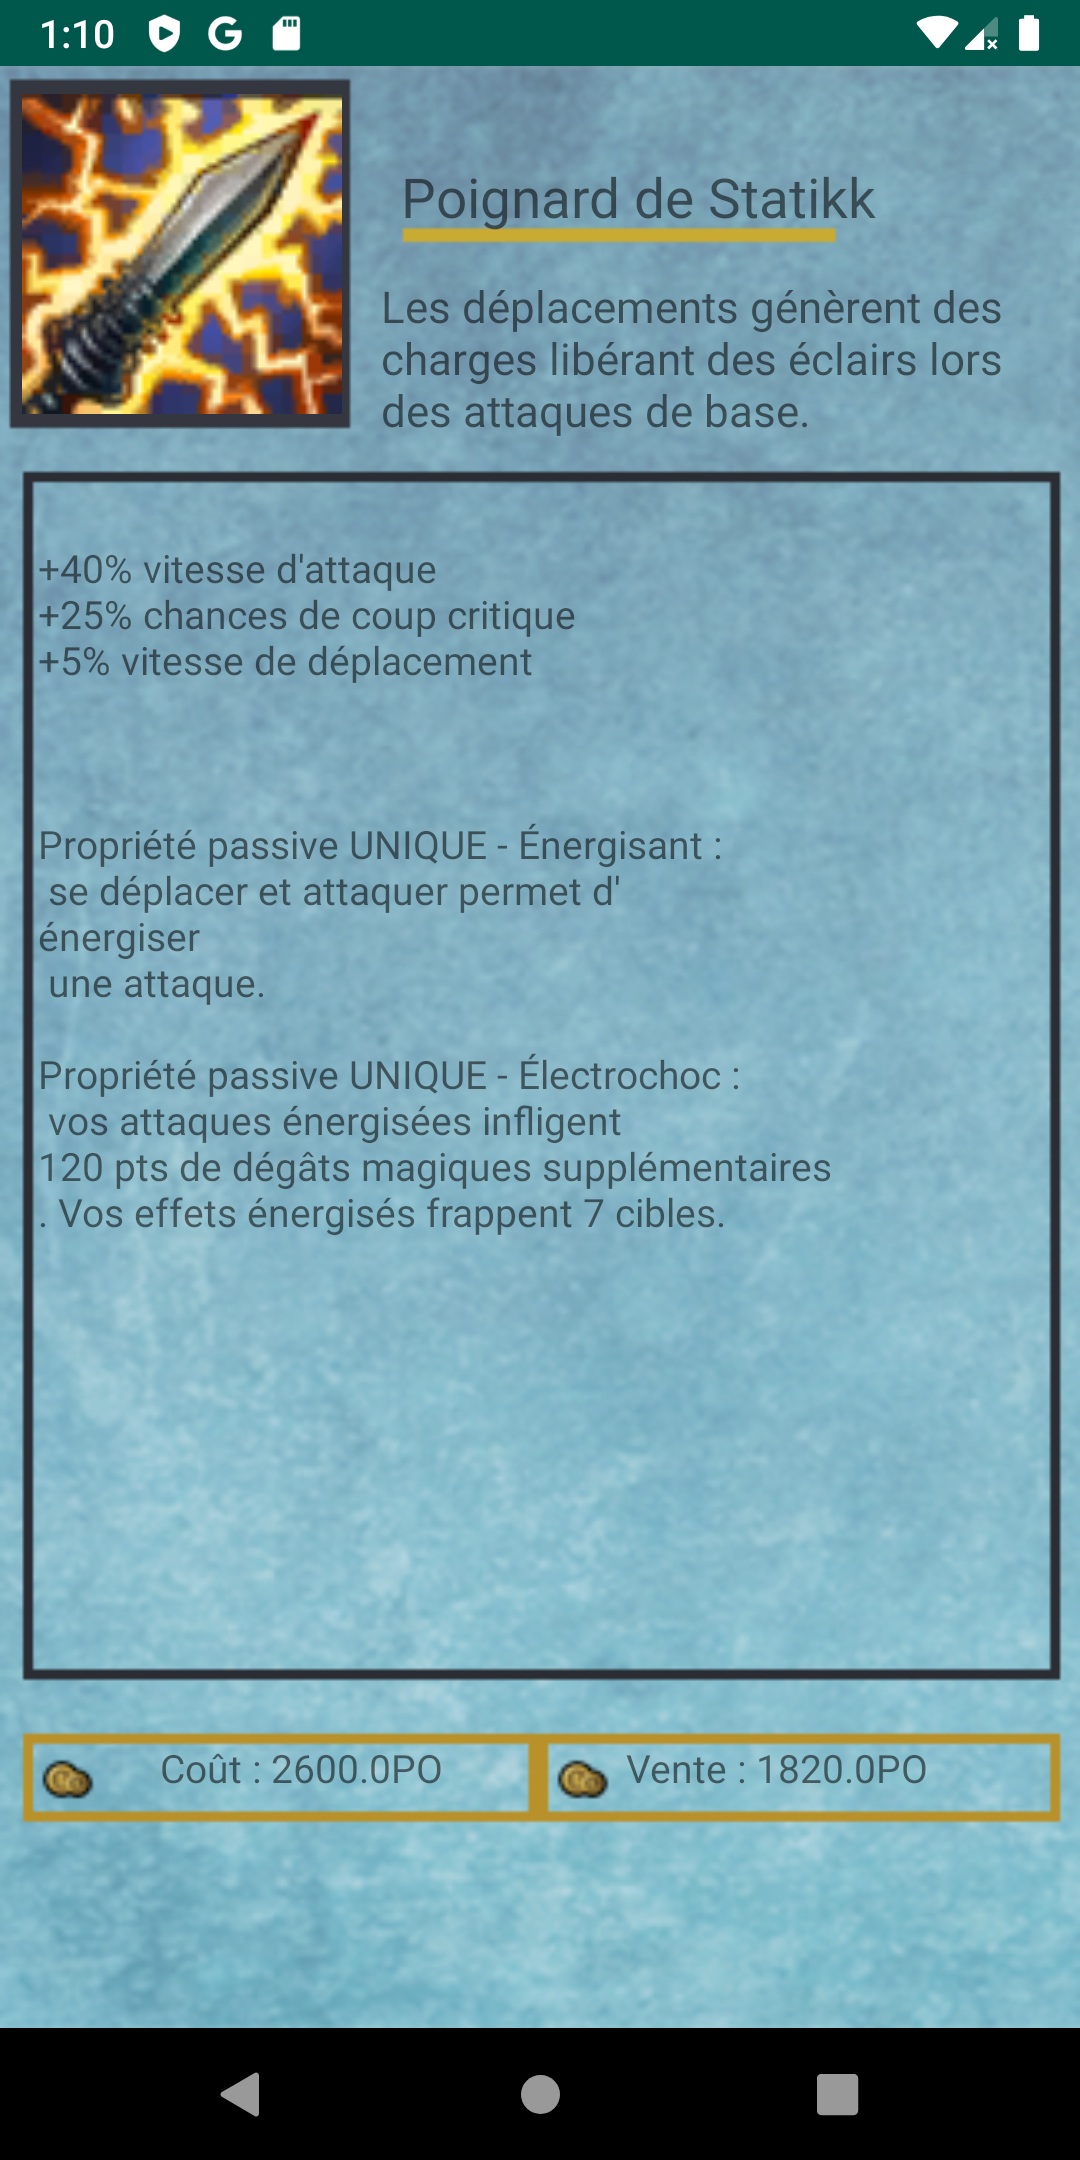 1:10
Poignard de Statikk
Les déplacements génèrent des
charges libérant des éclairs lors
des attaques de base.
+40% vitesse d'attaque
+25% chances de coup critique
+5% vitesse de déplacement
Propriété passive UNIQUE - Énergisant :
se déplacer et attaquer permet d'
énergiser
une attaque.
Propriété passive UNIQUE - Électrochoc :
vos attaques énergisées infligent
120 pts de dégâts magiques supplémentaires
. Vos effets énergisés frappent 7 cibles.
Coût : 2600.0PO
Vente : 1820.0PO